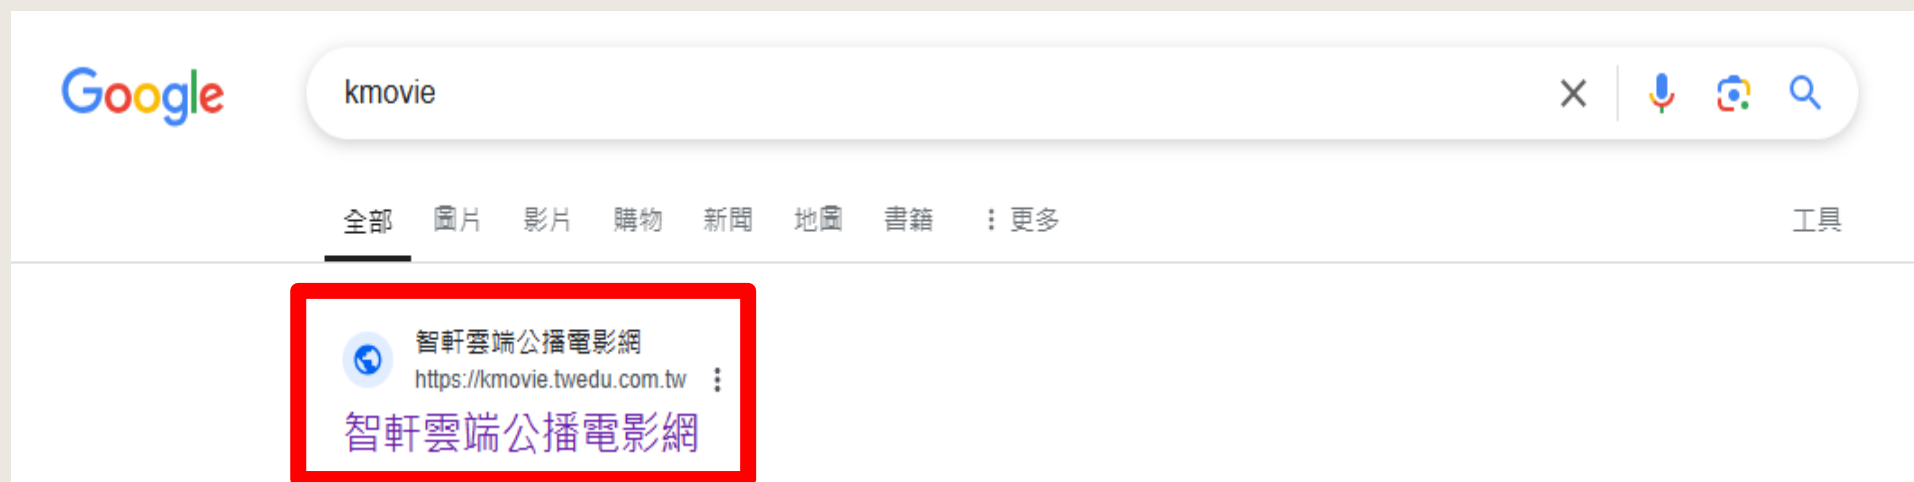 Google
kmovie
全部 圖片 影片 購物 新聞 地圖 書籍 ⋮ 更多 工具
智軒雲端公播電影網
https://kmovie.twedu.com.tw
智軒雲端公播電影網